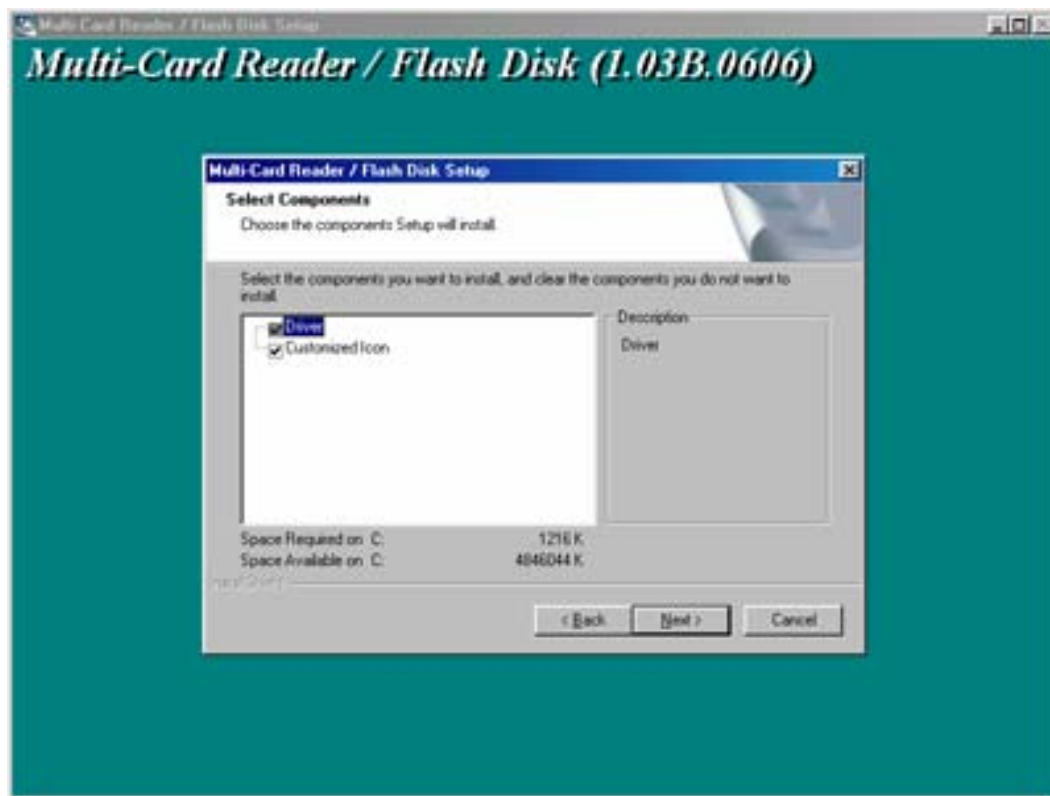 Multi-Card Reader / Flash Disk Setup
Multi-Card Reader / Flash Disk (1.03B.0606)
Multi-Card Reader / Flash Disk Setup
Select Components
Choose the components Setup will install.
Select the components you want to install, and clear the components you do not want to
install.
Driver
Customized Icon
Description
Driver
Space Required on C: 1216 K
Space Available on C: 4846044 K
InstallShield
< Back
Next >
Cancel